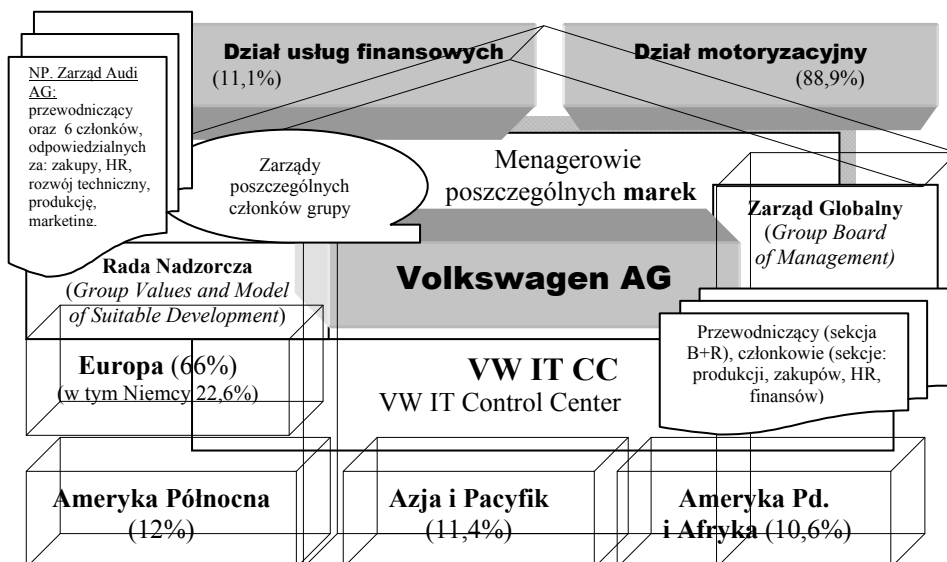 NP. Zarząd Audi
AG:
przewodniczący
oraz 6 członków,
odpowiedzialnych
za: zakupy, HR,
rozwój techniczny,
produkcję,
marketing.
Dział usług finansowych
(11,1%)
Dział motoryzacyjny
(88,9%)
Zarządy
poszczególnych
członków grupy
Menagerowie
poszczególnych marek
Zarząd Globalny
(Group Board
of Management)
Rada Nadzorcza
(Group Values and Model
of Suitable Development)
Volkswagen AG
Przewodniczący (sekcja
B+R), członkowie (sekcje:
produkcji, zakupów, HR,
finansów)
Europa (66%)
(w tym Niemcy 22,6%)
VW IT CC
VW IT Control Center
Ameryka Północna
(12%)
Azja i Pacyfik
(11,4%)
Ameryka Pd.
i Afryka (10,6%)